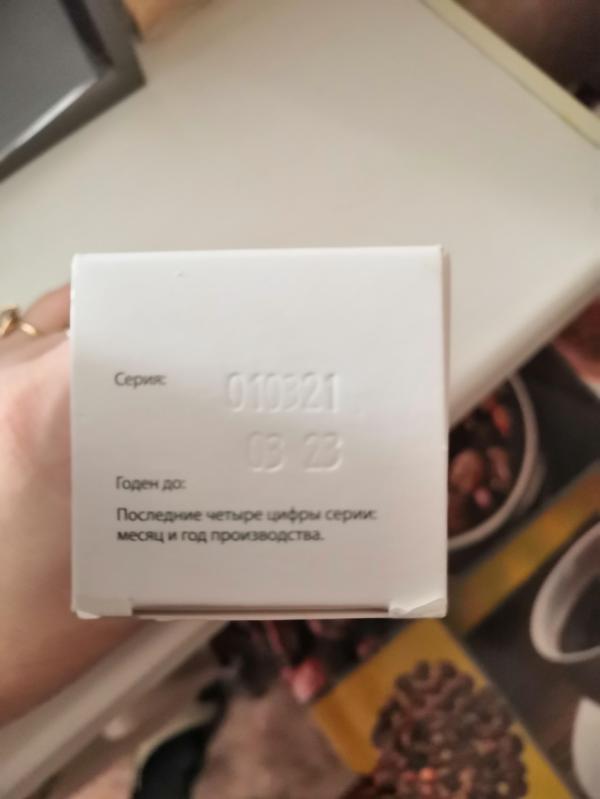 Серия: 010321
03 23
Годен до:
Последние четыре цифры серии:
месяц и год производства.